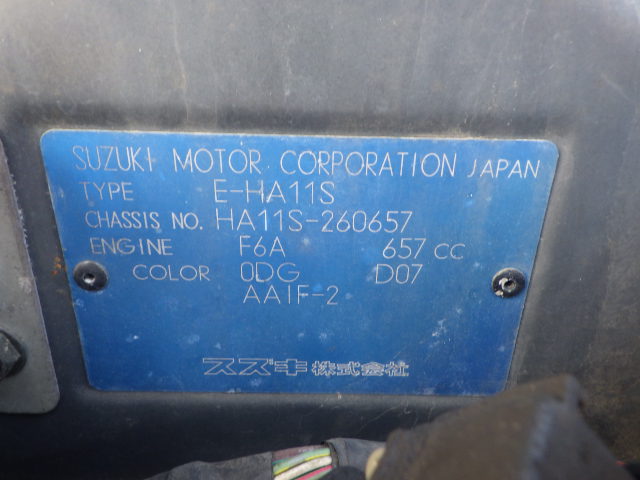 SUZUKI MOTOR CORPORATION JAPAN
TYPE E-HA11S
CHASSIS NO. HA11S-260657
ENGINE F6A 657 CC
COLOR 0DG D07
AAIF-2
スズキ株式会社